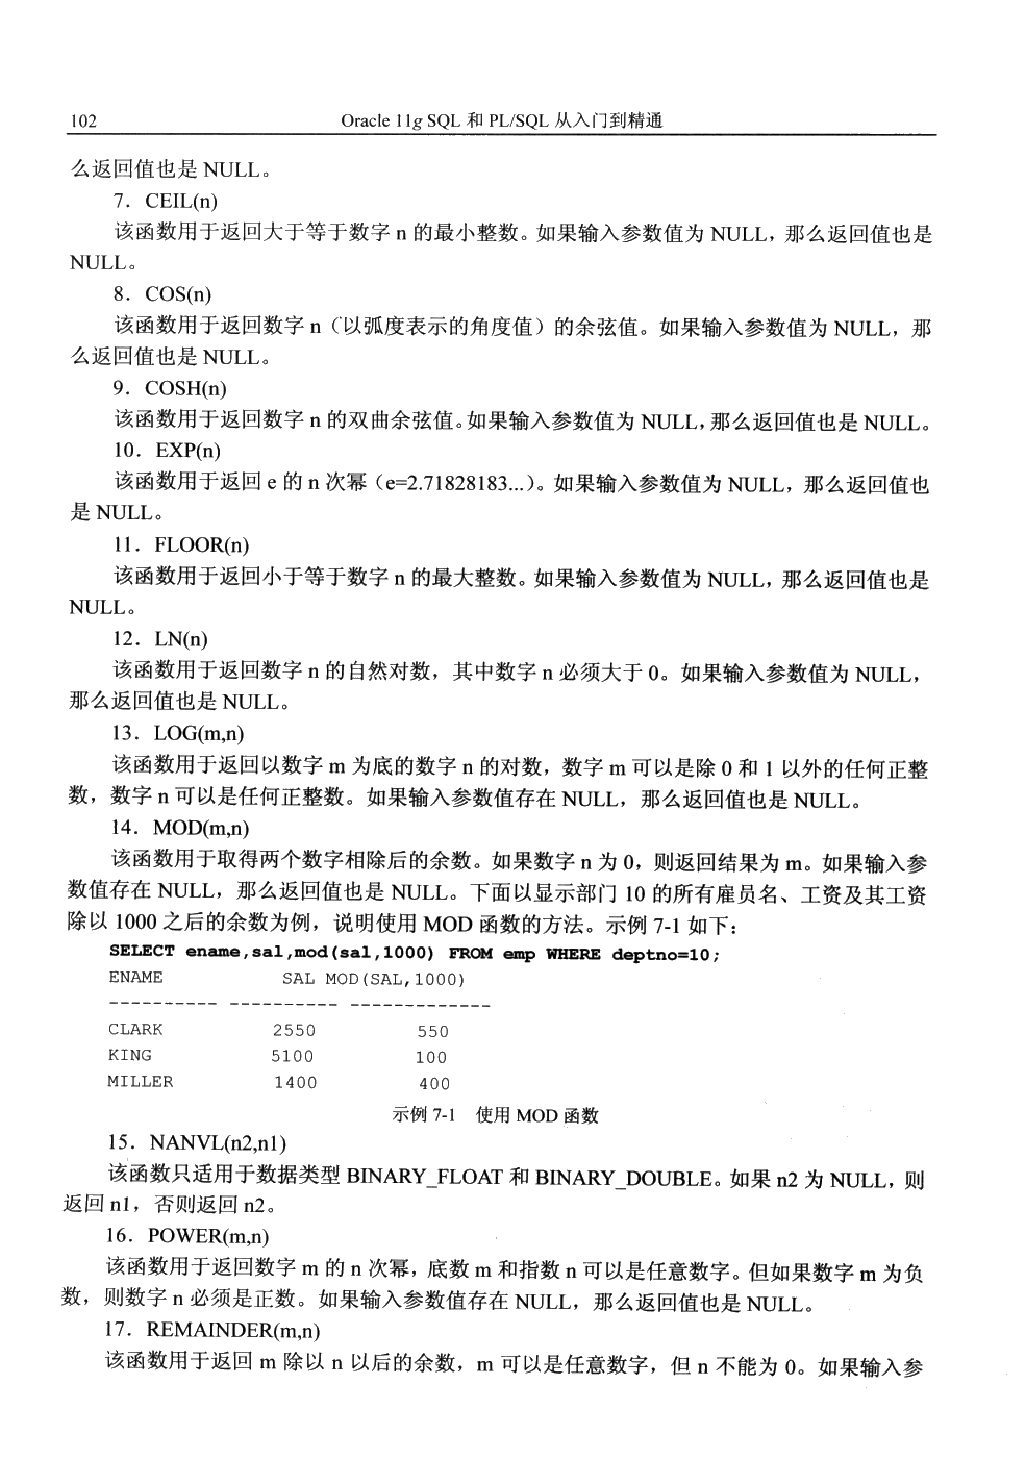 102 Oracle 11g SQL 和 PL/SQL 从入门到精通
么返回值也是 NULL。
7．CEIL(n)
该函数用于返回大于等于数字 n 的最小整数。如果输入参数值为 NULL，那么返回值也是
NULL。
8．COS(n)
该函数用于返回数字 n（以弧度表示的角度值）的余弦值。如果输入参数值为 NULL，那
么返回值也是 NULL。
9．COSH(n)
该函数用于返回数字 n 的双曲余弦值。如果输入参数值为 NULL，那么返回值也是 NULL。
10．EXP(n)
该函数用于返回 e 的 n 次幂（e=2.71828183...）。如果输入参数值为 NULL，那么返回值也
是 NULL。
11．FLOOR(n)
该函数用于返回小于等于数字 n 的最大整数。如果输入参数值为 NULL，那么返回值也是
NULL。
12．LN(n)
该函数用于返回数字 n 的自然对数，其中数字 n 必须大于 0。如果输入参数值为 NULL，
那么返回值也是 NULL。
13．LOG(m,n)
该函数用于返回以数字 m 为底的数字 n 的对数，数字 m 可以是除 0 和 1 以外的任何正整
数，数字 n 可以是任何正整数。如果输入参数值存在 NULL，那么返回值也是 NULL。
14．MOD(m,n)
该函数用于取得两个数字相除后的余数。如果数字 n 为 0，则返回结果为 m。如果输入参
数值存在 NULL，那么返回值也是 NULL。下面以显示部门 10 的所有雇员名、工资及其工资
除以 1000 之后的余数为例，说明使用 MOD 函数的方法。示例 7-1 如下：
SELECT ename,sal,mod(sal,1000) FROM emp WHERE deptno=10;
ENAME SAL MOD(SAL,1000)
---------- ---------- -------------
CLARK 2550 550
KING 5100 100
MILLER 1400 400
示例 7-1 使用 MOD 函数
15．NANVL(n2,n1)
该函数只适用于数据类型 BINARY_FLOAT 和 BINARY_DOUBLE。如果 n2 为 NULL，则
返回 n1，否则返回 n2。
16．POWER(m,n)
该函数用于返回数字 m 的 n 次幂，底数 m 和指数 n 可以是任意数字。但如果数字 m 为负
数，则数字 n 必须是正数。如果输入参数值存在 NULL，那么返回值也是 NULL。
17．REMAINDER(m,n)
该函数用于返回 m 除以 n 以后的余数，m 可以是任意数字，但 n 不能为 0。如果输入参